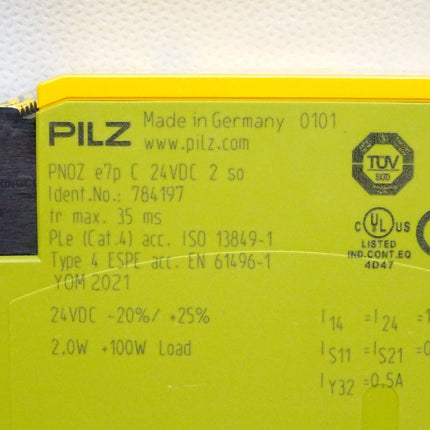 PILZ Made in Germany 0101
www.pilz.com
PNOZ e7p C 24VDC 2 so
Ident.No.: 784197
tr max. 35 ms
PLe (Cat.4) acc. ISO 13849-1
Type 4 ESPE acc. EN 61496-1
YOM 2021
24VDC -20%/ +25%
2.0W +100W Load
TÜV
SÜD
C UL US
LISTED
IND.CONT.EQ
4D47
I14 =I24 =
IS11 =IS21 =
IY32 =0.5A